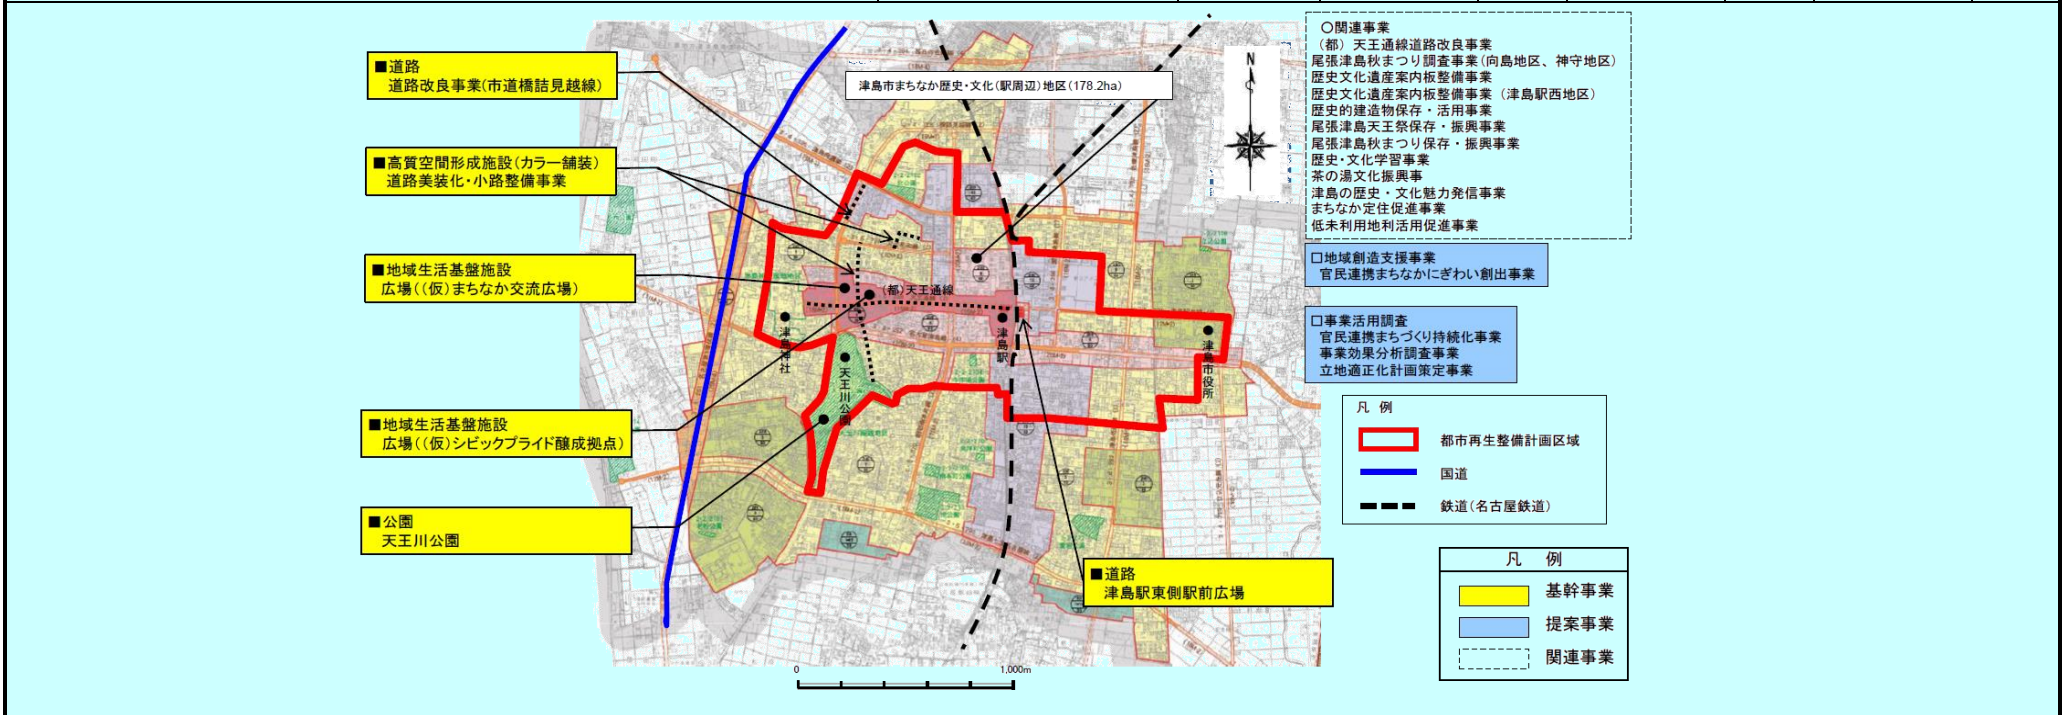 ■道路
道路改良事業(市道橋詰見越線)
■高質空間形成施設(カラー舗装)
道路美装化・小路整備事業
■地域生活基盤施設
広場((仮)まちなか交流広場)
■地域生活基盤施設
広場((仮)シビックプライド醸成拠点)
■公園
天王川公園
津島市まちなか歴史・文化(駅周辺)地区(178.2ha)
(都)天王通線
津島神社
天王川公園
津島駅
津島市役所
■道路
津島駅東側駅前広場
0
1,000m
N
○関連事業
(都) 天王通線道路改良事業
尾張津島秋まつり調査事業(向島地区、神守地区)
歴史文化遺産案内板整備事業
歴史文化遺産案内板整備事業 (津島駅西地区)
歴史的建造物保存・活用事業
尾張津島天王祭保存・振興事業
尾張津島秋まつり保存・振興事業
歴史・文化学習事業
茶の湯文化振興事
津島の歴史・文化魅力発信事業
まちなか定住促進事業
低未利用地利活用促進事業
□地域創造支援事業
官民連携まちなかにぎわい創出事業
□事業活用調査
官民連携まちづくり持続化事業
事業効果分析調査事業
立地適正化計画策定事業
凡 例
都市再生整備計画区域
国道
鉄道(名古屋鉄道)
凡 例
基幹事業
提案事業
関連事業